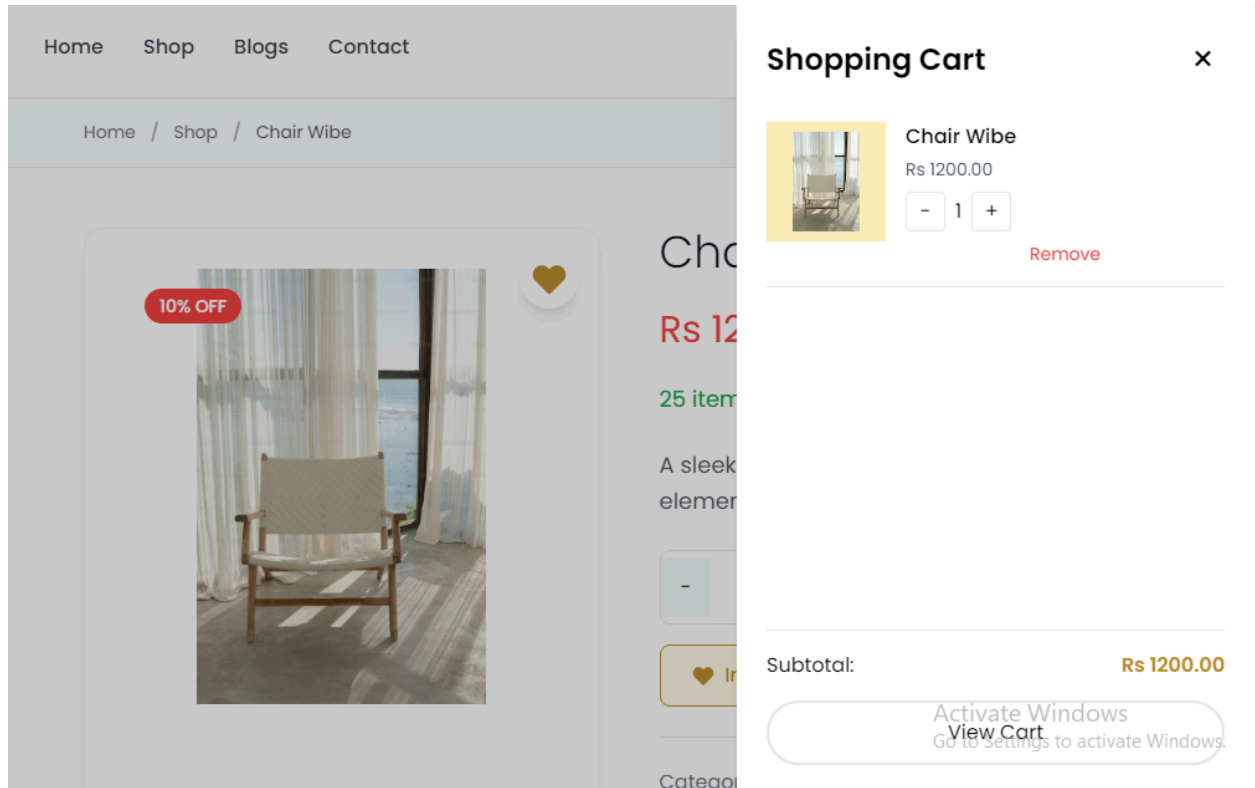 Home Shop Blogs Contact
Home / Shop / Chair Wibe
10% OFF
Rs 12
25 item
A sleek
elemen
-
Shopping Cart
×
Chair Wibe
Rs 1200.00
- 1 +
Remove
Subtotal: Rs 1200.00
View Cart
Activate Windows
Go to Settings to activate Windows.